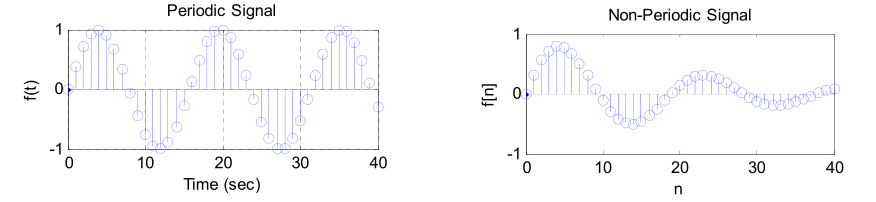 Periodic Signal
1
0
-1
f(t)
0
10
20
30
40
Time (sec)
Non-Periodic Signal
1
0
-1
f[n]
0
10
20
30
40
n